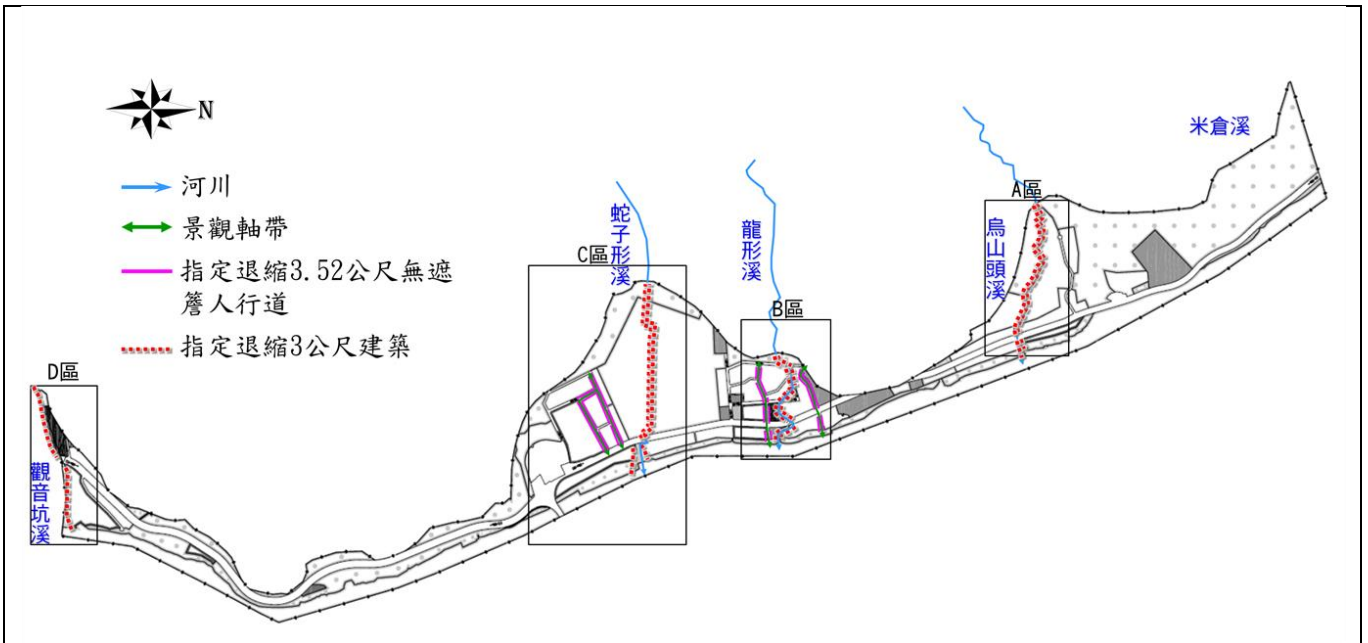 N
河川
景觀軸帶
指定退縮3.52公尺無遮
簷人行道
指定退縮3公尺建築
米倉溪
A區
烏山頭溪
龍形溪
B區
蛇子形溪
C區
D區
觀音坑溪